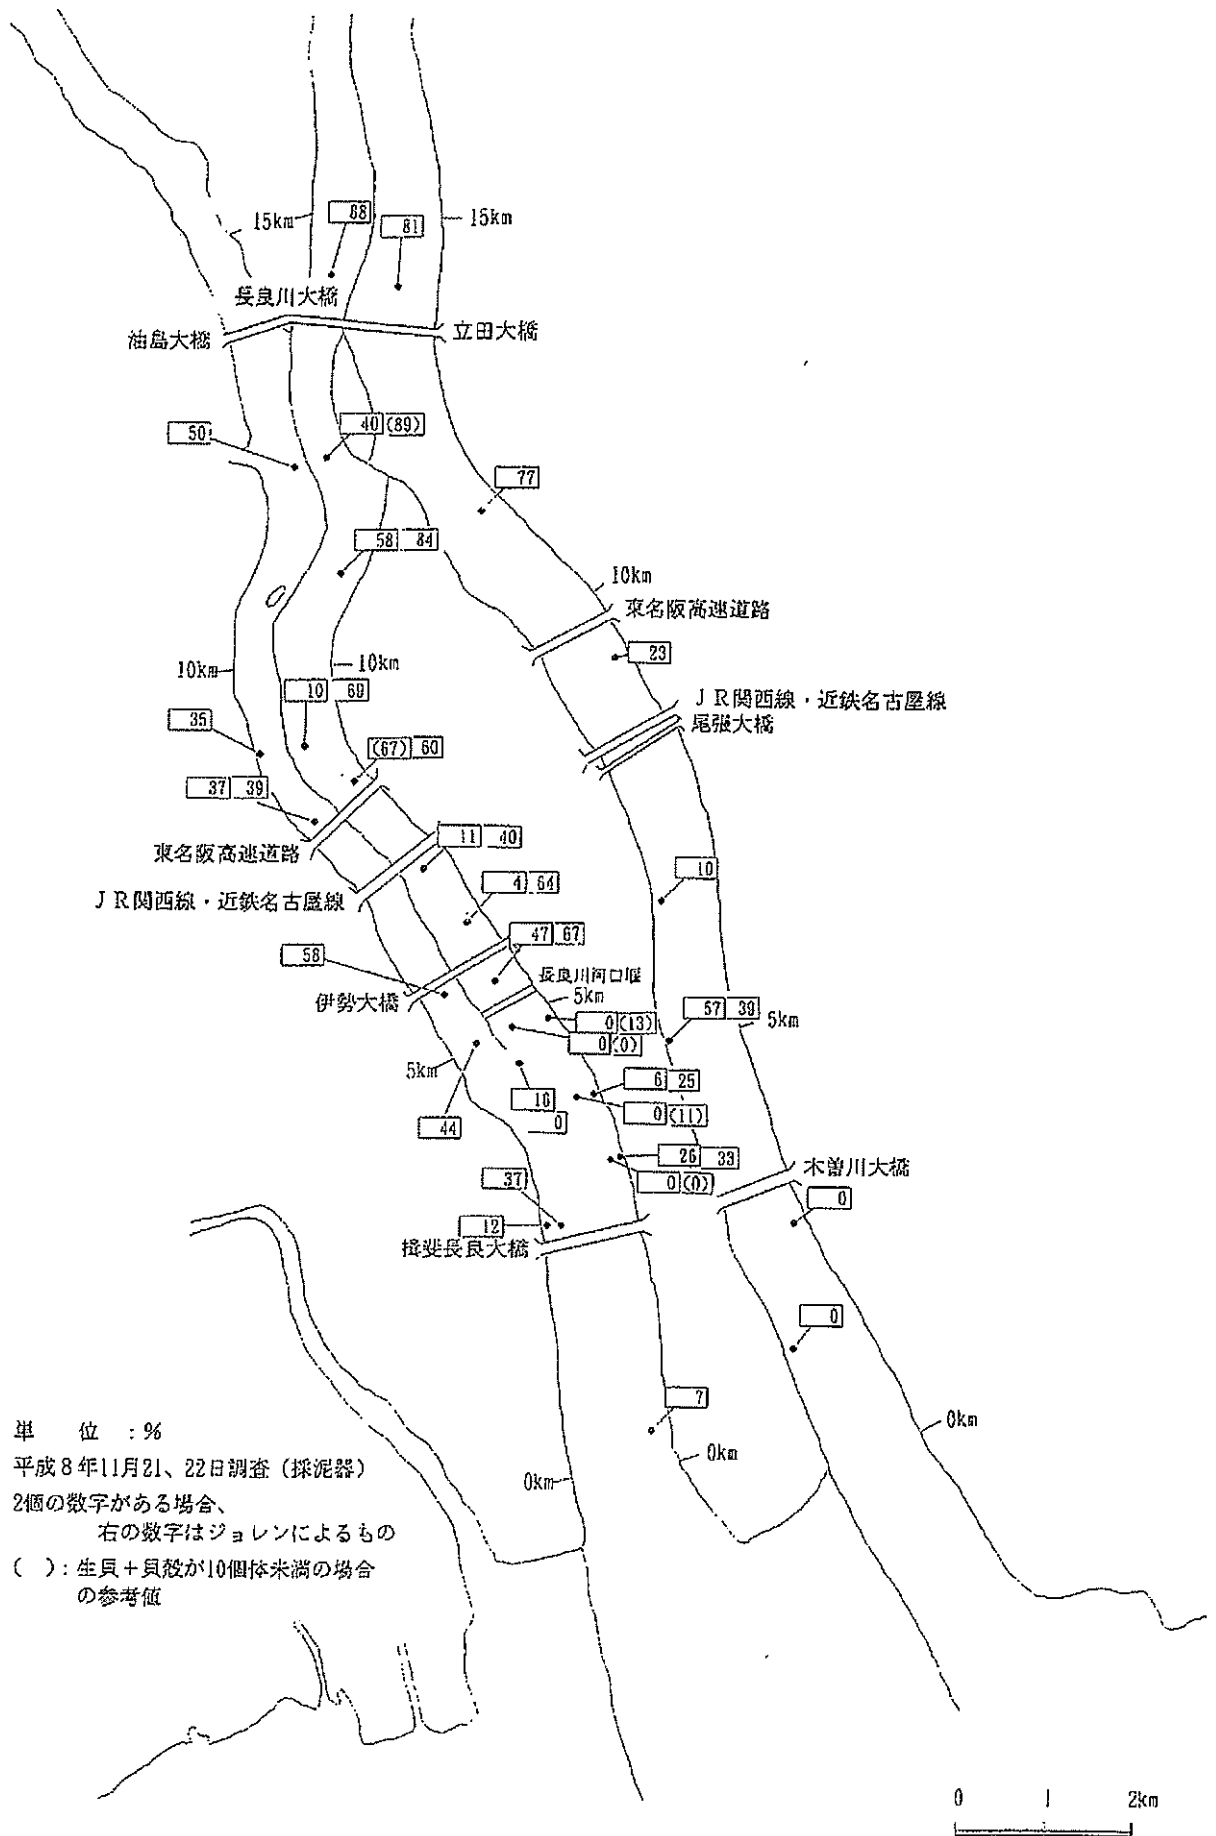 15km
88
81
15km
長良川大橋
油島大橋
立田大橋
50
40 (89)
77
58 84
10km
東名阪高速道路
23
10km
10km
10 69
JR関西線・近鉄名古屋線
尾張大橋
35
(67) 60
37 39
東名阪高速道路
11 40
JR関西線・近鉄名古屋線
4 64
10
47 67
58
長良川河口堰
伊勢大橋
5km
0 (13)
0 (0)
57 39
5km
5km
6 25
16
0
0 (11)
44
26 33
0 (0)
木曽川大橋
37
0
12
揖斐長良大橋
0
7
0km
0km
0km
単 位 : %
平成8年11月21、22日調査(採泥器)
2個の数字がある場合、
右の数字はジョレンによるもの
( ): 生貝+貝殻が10個体未満の場合
の参考値
0 1 2km